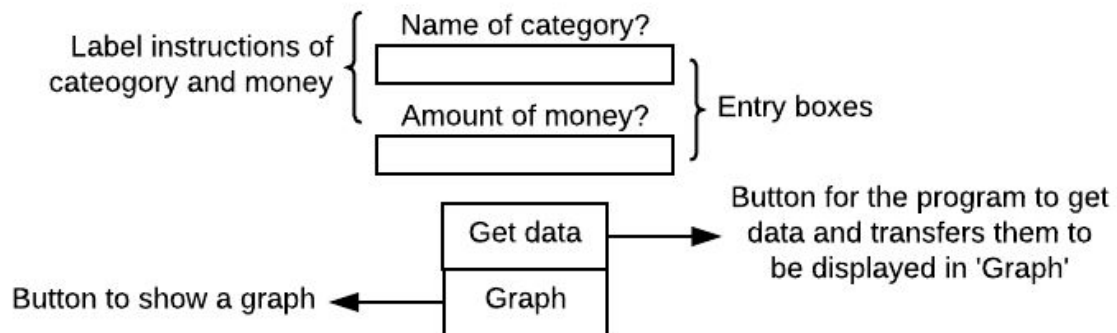 Name of category?
Label instructions of
cateogory and money
Amount of money?
Entry boxes
Get data
Button for the program to get
data and transfers them to
be displayed in 'Graph'
Button to show a graph
Graph